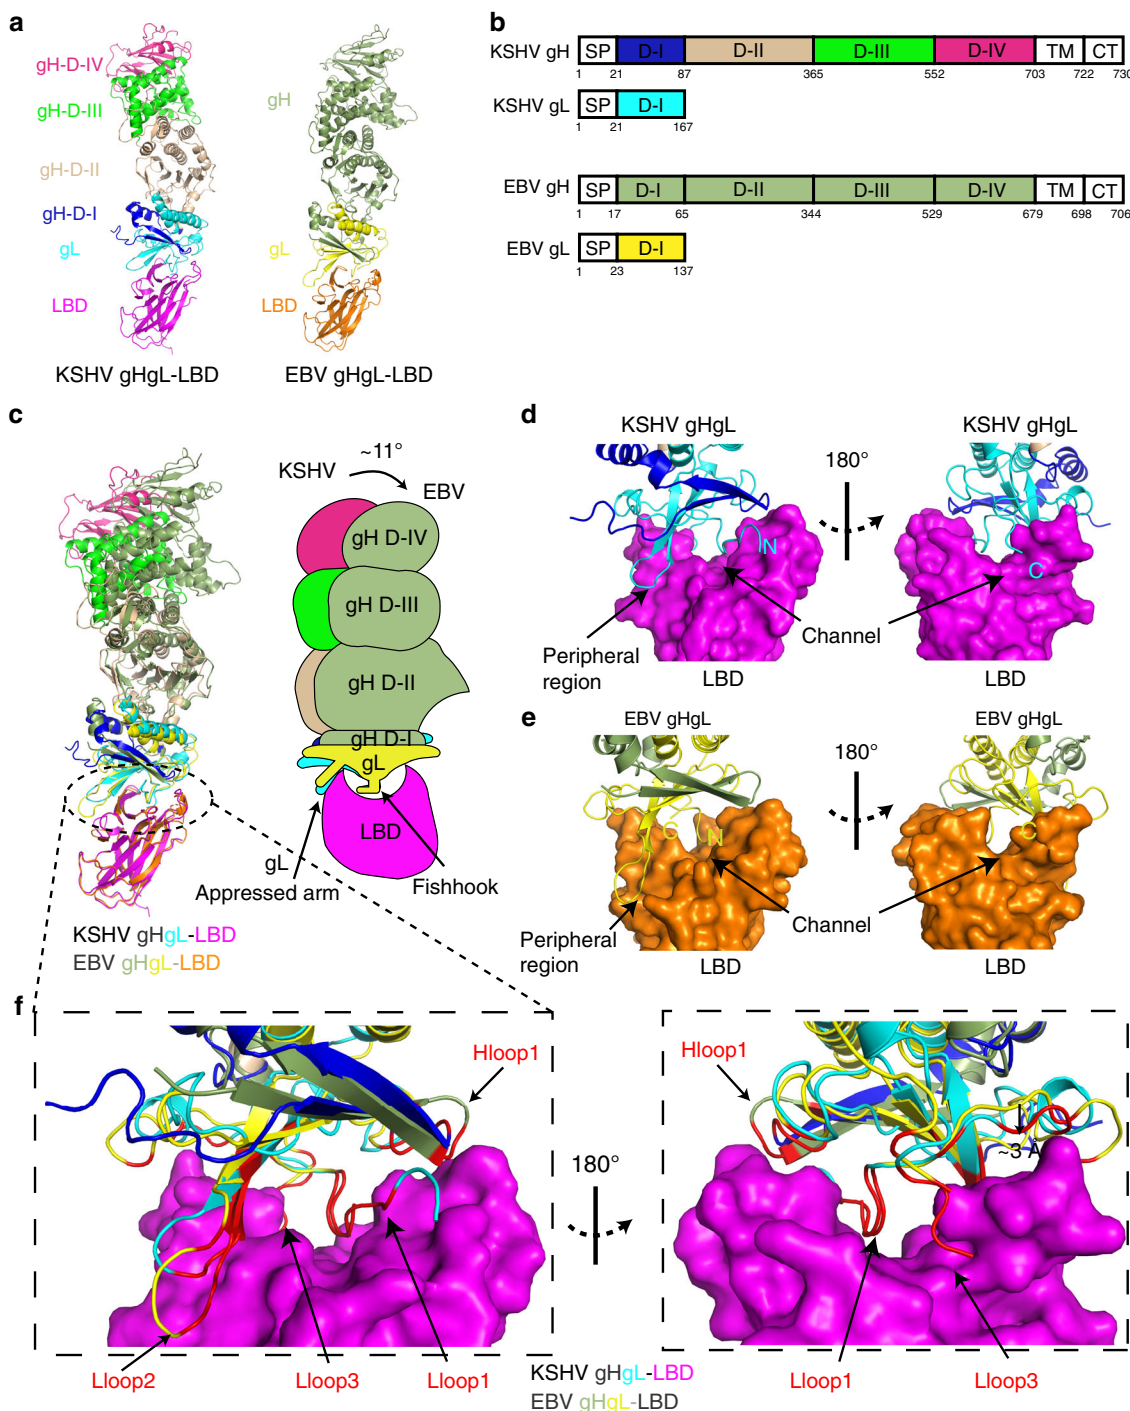 a
gH-D-IV
gH-D-III
gH-D-II
gH-D-I
gL
LBD
KSHV gHgL-LBD
gH
gL
LBD
EBV gHgL-LBD
b
KSHV gH SP D-I D-II D-III D-IV TM CT
1 21 87 365 552 703 722 730
KSHV gL SP D-I
1 21 167
EBV gH SP D-I D-II D-III D-IV TM CT
1 17 65 344 529 679 698 706
EBV gL SP D-I
1 23 137
c
~11°
KSHV
EBV
gH D-IV
gH D-III
gH D-II
gH D-I
gL
LBD
gL
Appressed arm
Fishhook
KSHV gHgL-LBD
EBV gHgL-LBD
d
KSHV gHgL
KSHV gHgL
180°
N
C
Channel
Peripheral
region
LBD
LBD
e
EBV gHgL
EBV gHgL
180°
C
N
C
Channel
Peripheral
region
LBD
LBD
f
Hloop1
Hloop1
~3 Å
180°
Lloop2
Lloop3
Lloop1
Lloop1
Lloop3
KSHV gHgL-LBD
EBV gHgL-LBD